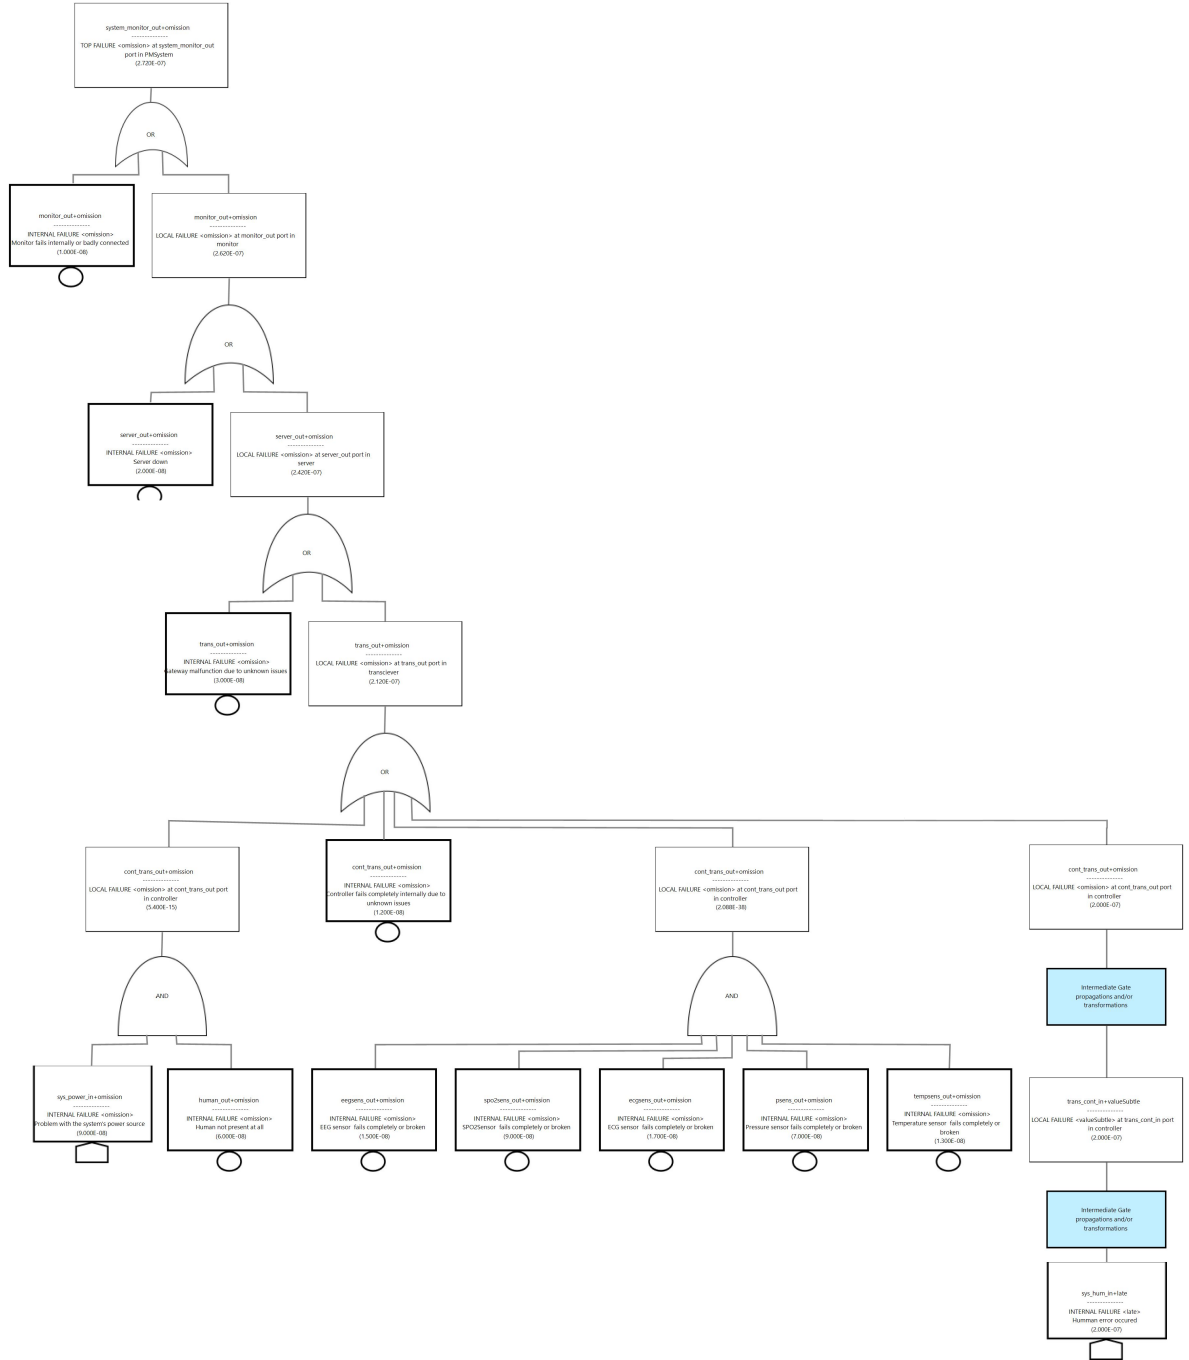 system_monitor_out+omission
---------------
TOP FAILURE <omission> at system_monitor_out
port in PMSystem
(2.720E-07)
OR
monitor_out+omission
---------------
INTERNAL FAILURE <omission>
Monitor fails internally or badly connected
(1.000E-08)
monitor_out+omission
---------------
LOCAL FAILURE <omission> at monitor_out port in
monitor
(2.620E-07)
OR
server_out+omission
---------------
INTERNAL FAILURE <omission>
Server down
(2.000E-08)
server_out+omission
---------------
LOCAL FAILURE <omission> at server_out port in
server
(2.420E-07)
OR
trans_out+omission
---------------
INTERNAL FAILURE <omission>
Gateway malfunction due to unknown issues
(3.000E-08)
trans_out+omission
---------------
LOCAL FAILURE <omission> at trans_out port in
transciever
(2.120E-07)
OR
cont_trans_out+omission
---------------
LOCAL FAILURE <omission> at cont_trans_out port
in controller
(5.400E-15)
cont_trans_out+omission
---------------
INTERNAL FAILURE <omission>
Controller fails completely internally due to
unknown issues
(1.200E-08)
cont_trans_out+omission
---------------
LOCAL FAILURE <omission> at cont_trans_out port
in controller
(2.088E-38)
cont_trans_out+omission
---------------
LOCAL FAILURE <omission> at cont_trans_out port
in controller
(2.000E-07)
AND
AND
Intermediate Gate
propagations and/or
transformations
sys_power_in+omission
---------------
INTERNAL FAILURE <omission>
Problem with the system's power source
(9.000E-08)
human_out+omission
---------------
INTERNAL FAILURE <omission>
Human not present at all
(6.000E-08)
eegsens_out+omission
---------------
INTERNAL FAILURE <omission>
EEG sensor fails completely or broken
(1.500E-08)
spo2sens_out+omission
---------------
INTERNAL FAILURE <omission>
SPO2Sensor fails completely or broken
(9.000E-08)
ecgsens_out+omission
---------------
INTERNAL FAILURE <omission>
ECG sensor fails completely or broken
(1.700E-08)
psens_out+omission
---------------
INTERNAL FAILURE <omission>
Pressure sensor fails completely or broken
(7.000E-08)
tempsens_out+omission
---------------
INTERNAL FAILURE <omission>
Temperature sensor fails completely or
broken
(1.300E-08)
trans_cont_in+valueSubtle
---------------
LOCAL FAILURE <valueSubtle> at trans_cont_in port
in controller
(2.000E-07)
Intermediate Gate
propagations and/or
transformations
sys_hum_in+late
---------------
INTERNAL FAILURE <late>
Humman error occured
(2.000E-07)